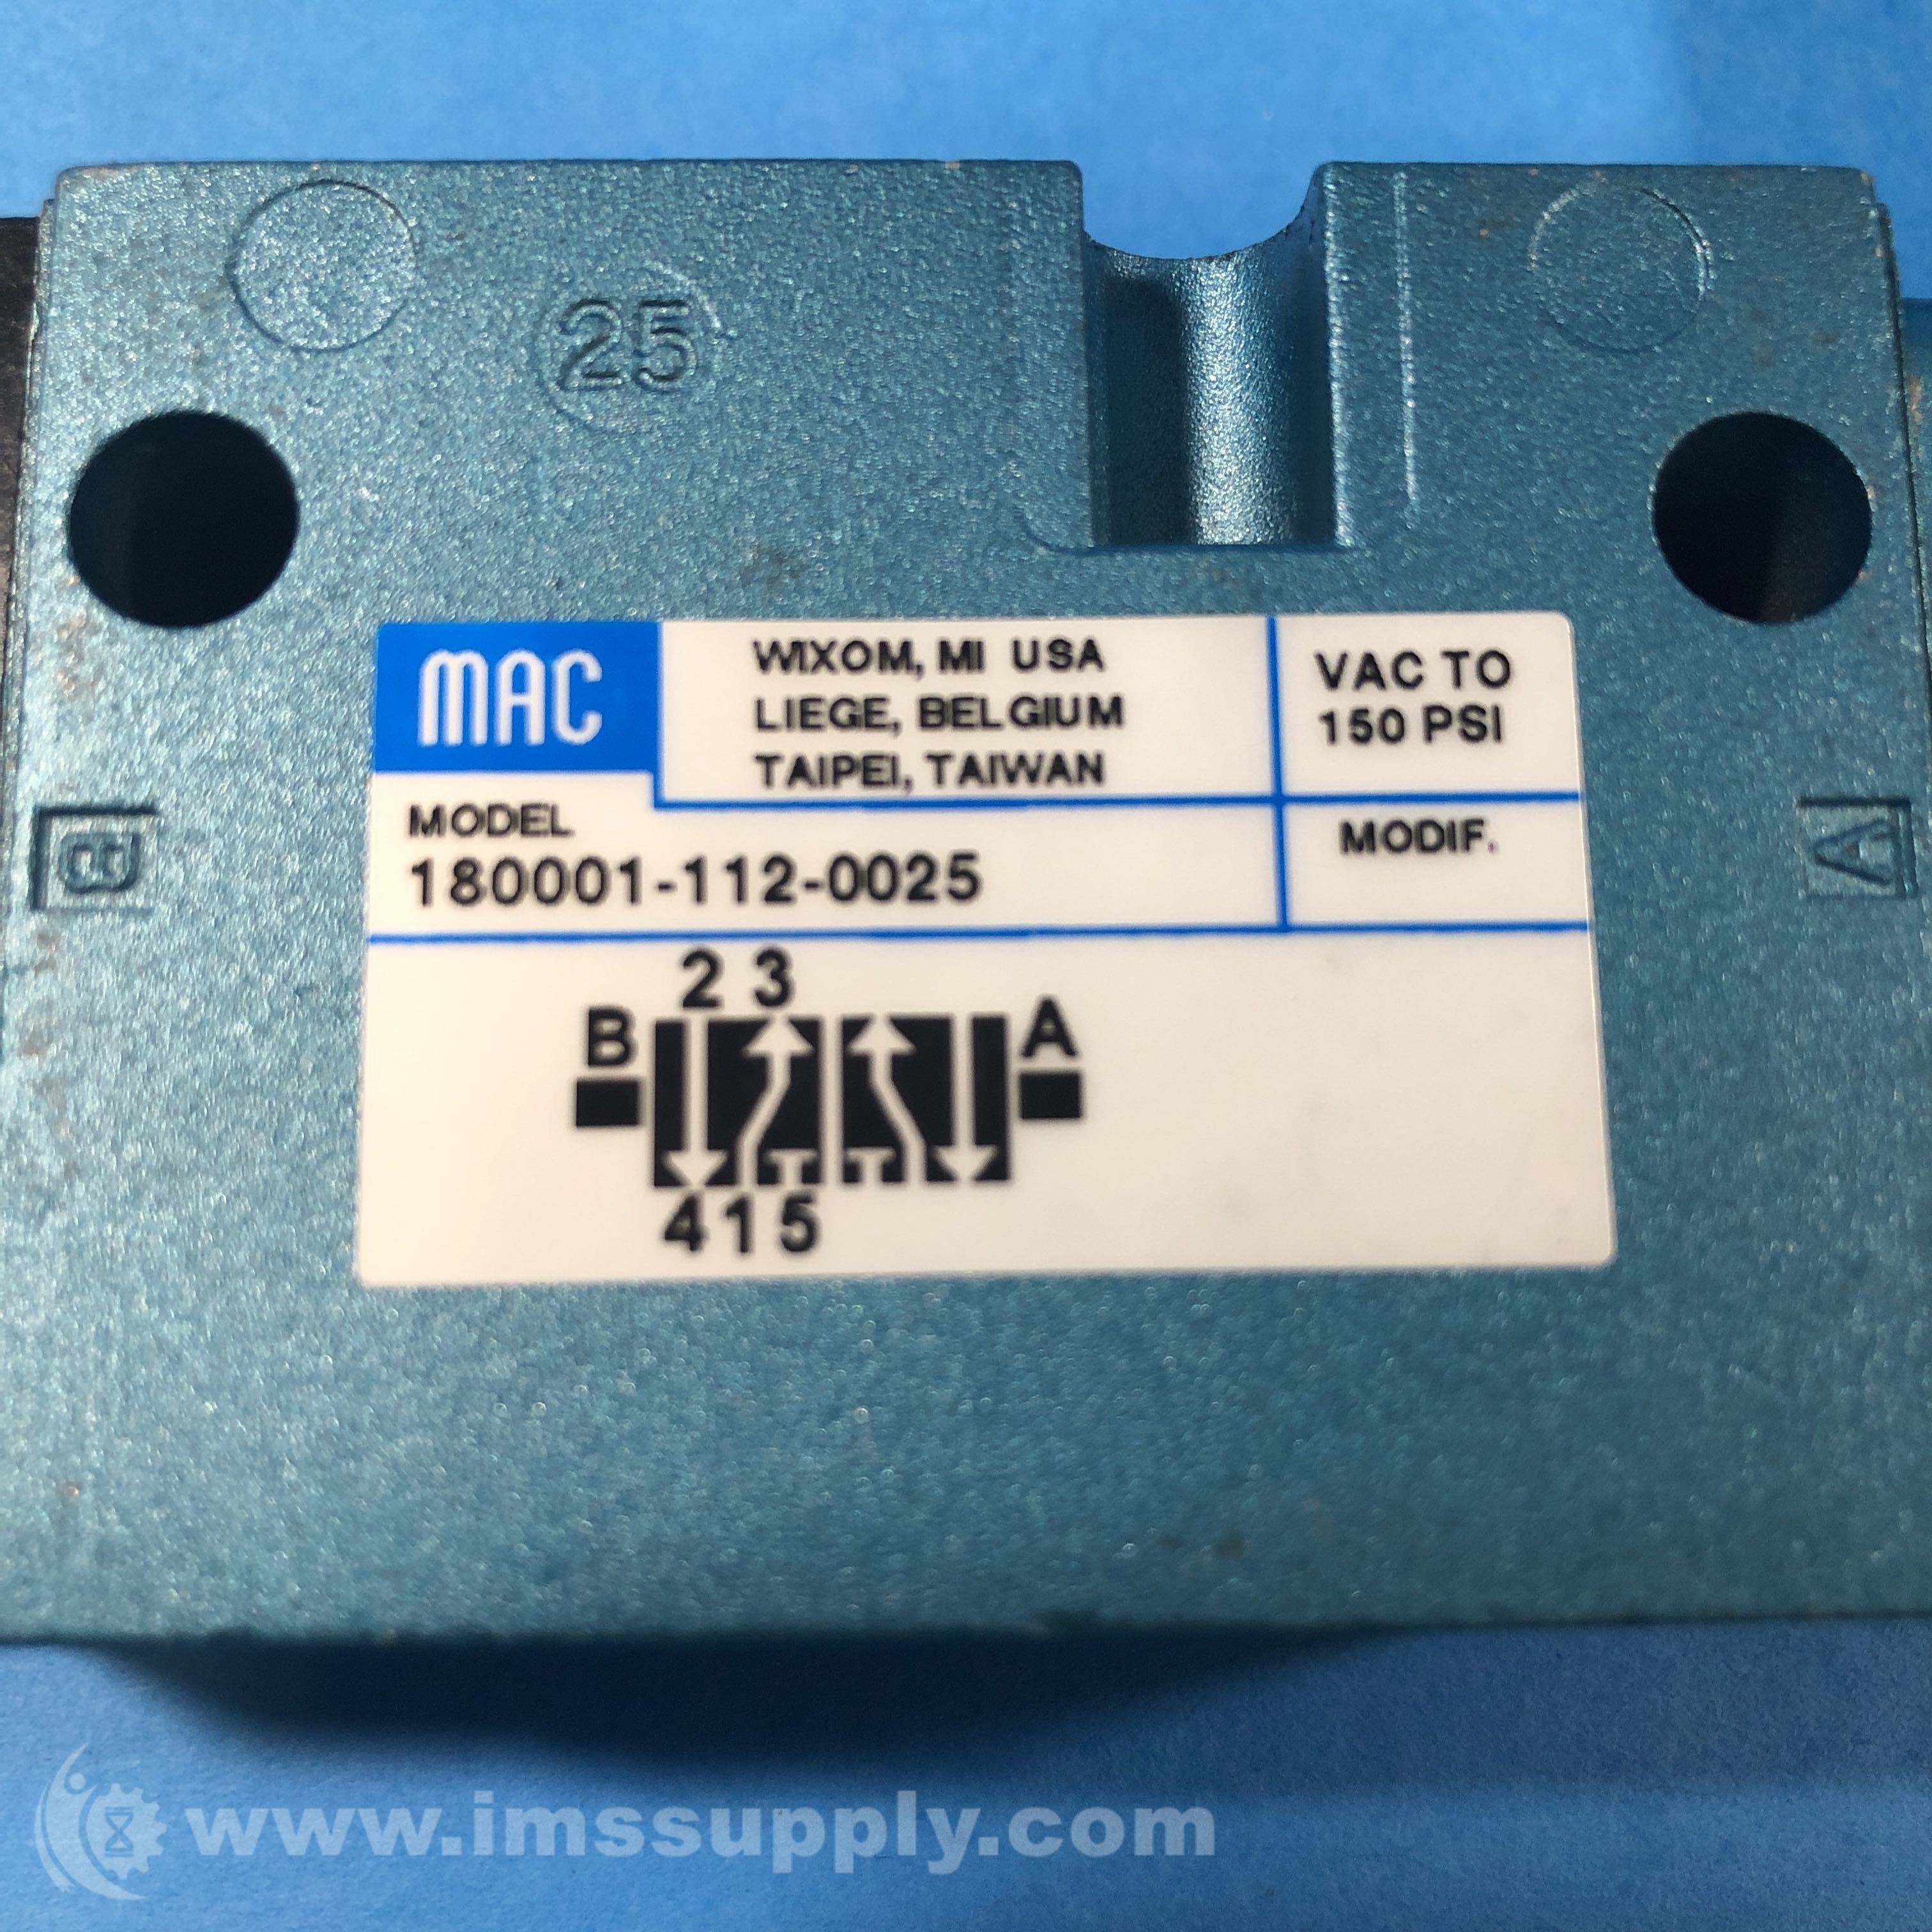 25
MAC
WIXOM, MI USA
LIEGE, BELGIUM
TAIPEI, TAIWAN
VAC TO
150 PSI
MODEL
180001-112-0025
MODIF.
B
A
2 3
B
A
4 1 5
www.imssupply.com